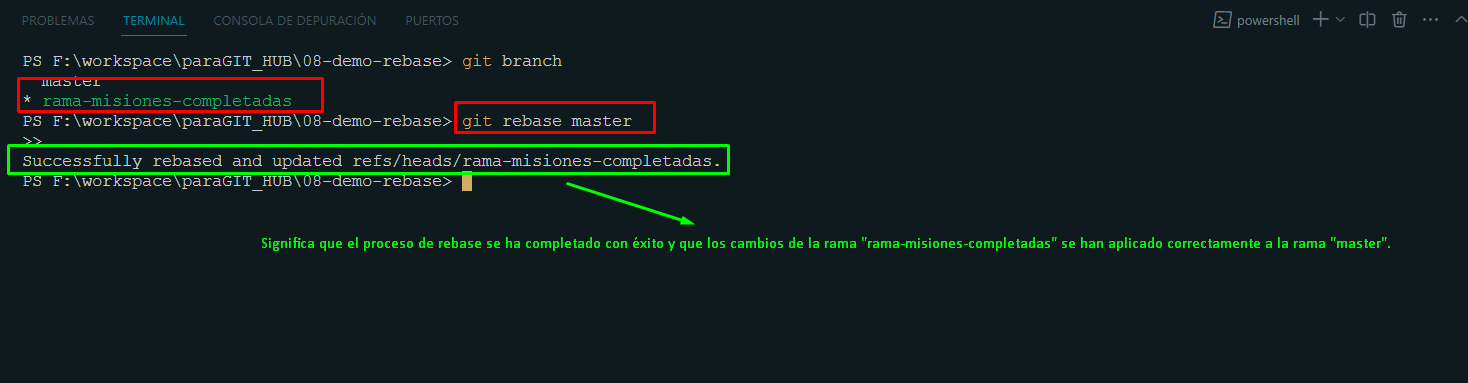 PROBLEMAS TERMINAL CONSOLA DE DEPURACIÓN PUERTOS powershell
PS F:\workspace\paraGIT_HUB\08-demo-rebase> git branch
master
* rama-misiones-completadas
PS F:\workspace\paraGIT_HUB\08-demo-rebase> git rebase master
>>
Successfully rebased and updated refs/heads/rama-misiones-completadas.
PS F:\workspace\paraGIT_HUB\08-demo-rebase>
Significa que el proceso de rebase se ha completado con éxito y que los cambios de la rama "rama-misiones-completadas" se han aplicado correctamente a la rama "master".